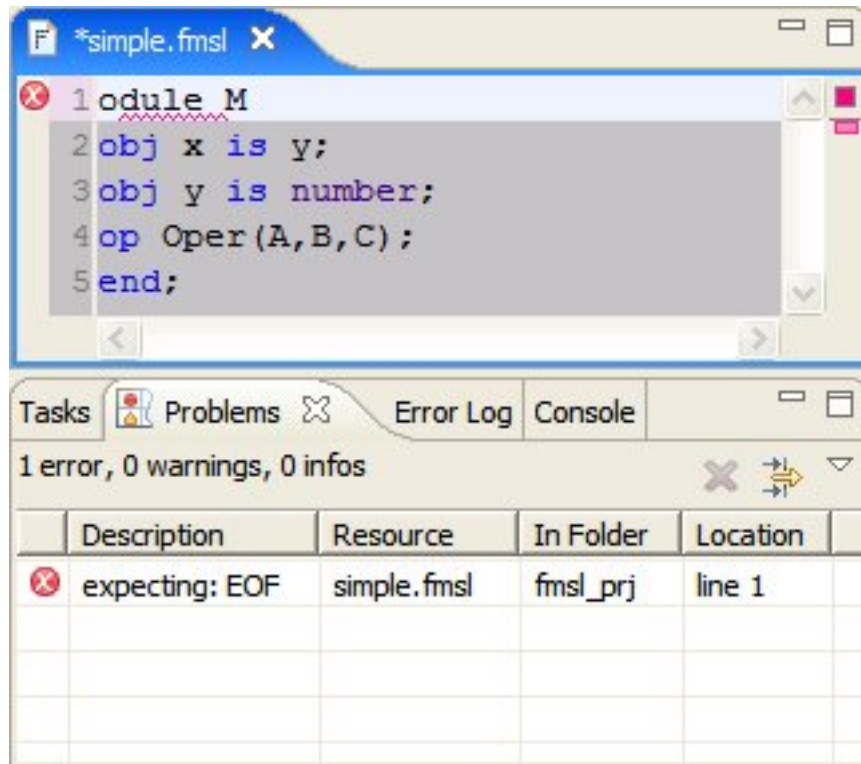 *simple.fmsl
1 odule M
2 obj x is y;
3 obj y is number;
4 op Oper(A,B,C);
5 end;
Tasks Problems Error Log Console
1 error, 0 warnings, 0 infos
Description Resource In Folder Location
expecting: EOF simple.fmsl fmsl_prj line 1